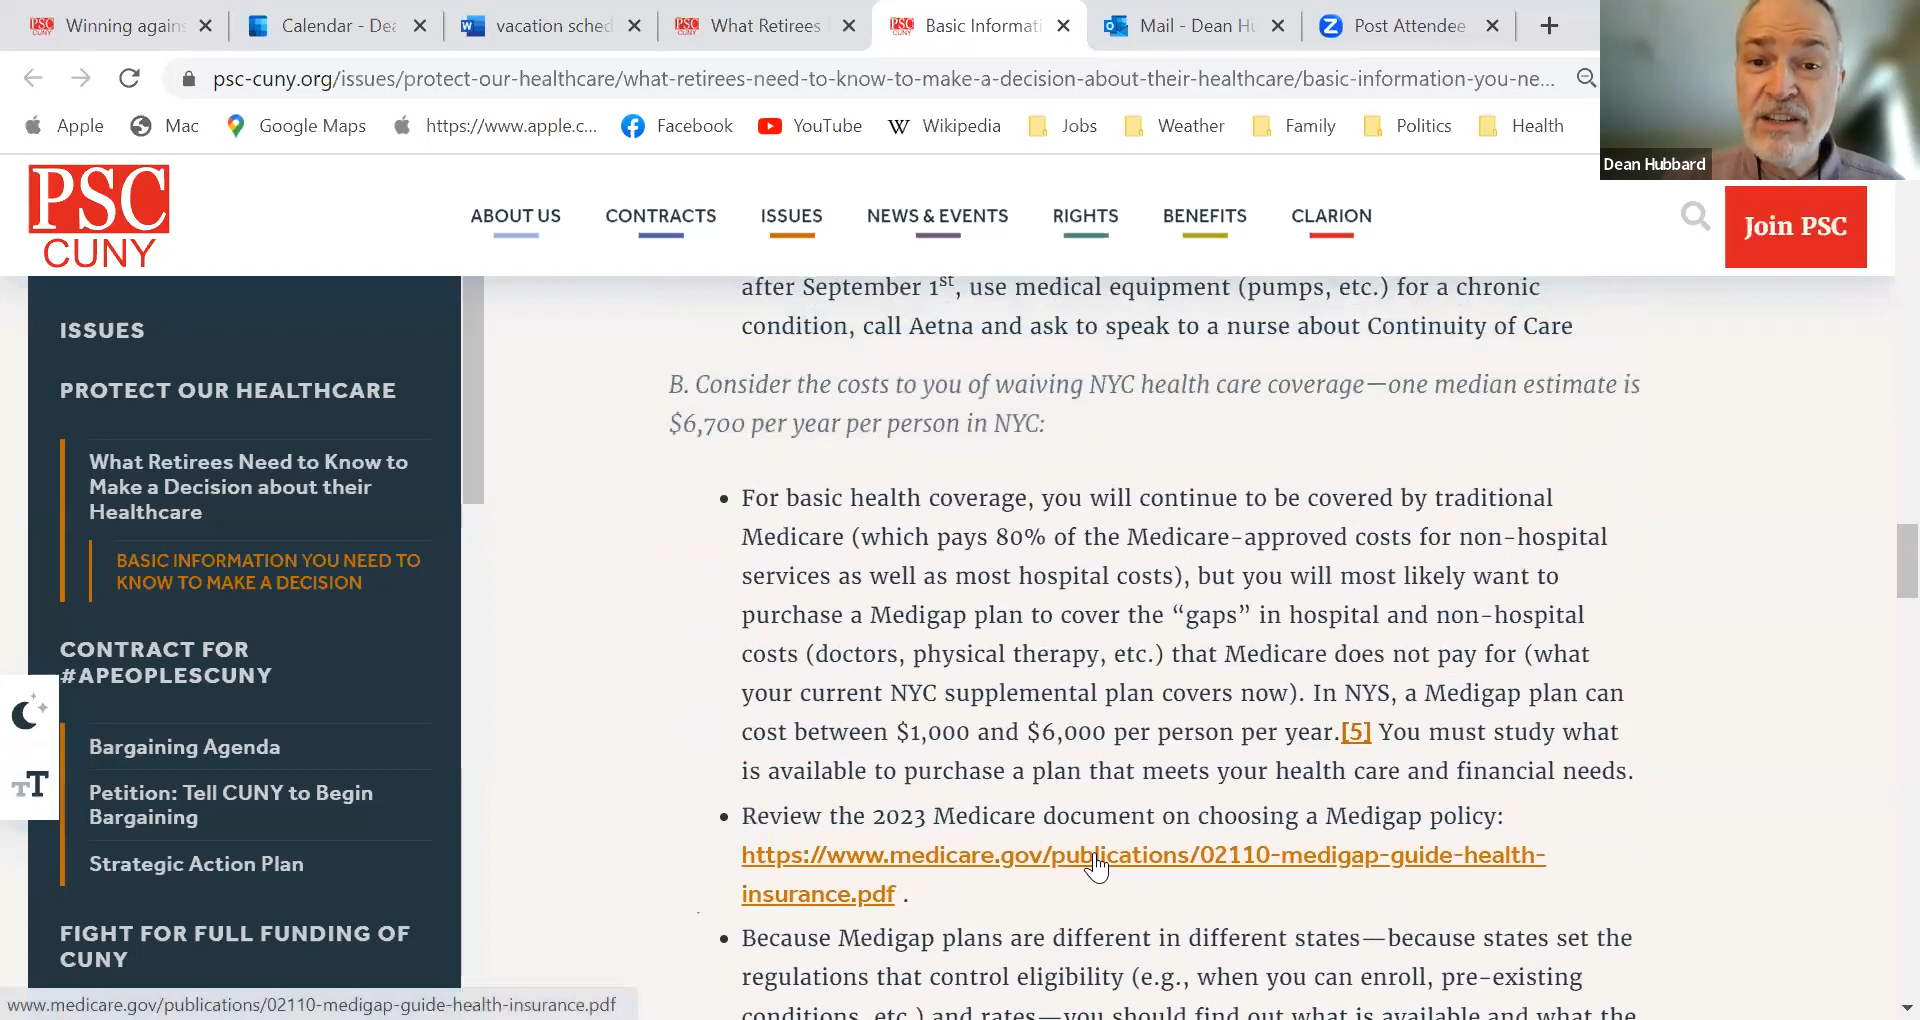 Winning agains
Calendar - Dea
vacation sched
What Retirees
Basic Informati
Mail - Dean Hu
Post Attendee
psc-cuny.org/issues/protect-our-healthcare/what-retirees-need-to-know-to-make-a-decision-about-their-healthcare/basic-information-you-ne...
Apple
Mac
Google Maps
https://www.apple.c...
Facebook
YouTube
W Wikipedia
Jobs
Weather
Family
Politics
Health
Dean Hubbard
PSC
CUNY
ABOUT US
CONTRACTS
ISSUES
NEWS & EVENTS
RIGHTS
BENEFITS
CLARION
Join PSC
ISSUES
PROTECT OUR HEALTHCARE
What Retirees Need to Know to
Make a Decision about their
Healthcare
BASIC INFORMATION YOU NEED TO
KNOW TO MAKE A DECISION
CONTRACT FOR
#APEOPLESCUNY
Bargaining Agenda
Petition: Tell CUNY to Begin
Bargaining
Strategic Action Plan
FIGHT FOR FULL FUNDING OF
CUNY
TT
after September 1st, use medical equipment (pumps, etc.) for a chronic
condition, call Aetna and ask to speak to a nurse about Continuity of Care
B. Consider the costs to you of waiving NYC health care coverage—one median estimate is
$6,700 per year per person in NYC:
• For basic health coverage, you will continue to be covered by traditional
Medicare (which pays 80% of the Medicare-approved costs for non-hospital
services as well as most hospital costs), but you will most likely want to
purchase a Medigap plan to cover the “gaps” in hospital and non-hospital
costs (doctors, physical therapy, etc.) that Medicare does not pay for (what
your current NYC supplemental plan covers now). In NYS, a Medigap plan can
cost between $1,000 and $6,000 per person per year.[5] You must study what
is available to purchase a plan that meets your health care and financial needs.
• Review the 2023 Medicare document on choosing a Medigap policy:
https://www.medicare.gov/publications/02110-medigap-guide-health-
insurance.pdf .
• Because Medigap plans are different in different states—because states set the
regulations that control eligibility (e.g., when you can enroll, pre-existing
conditions, etc.) and rates—you should find out what is available and what the
www.medicare.gov/publications/02110-medigap-guide-health-insurance.pdf